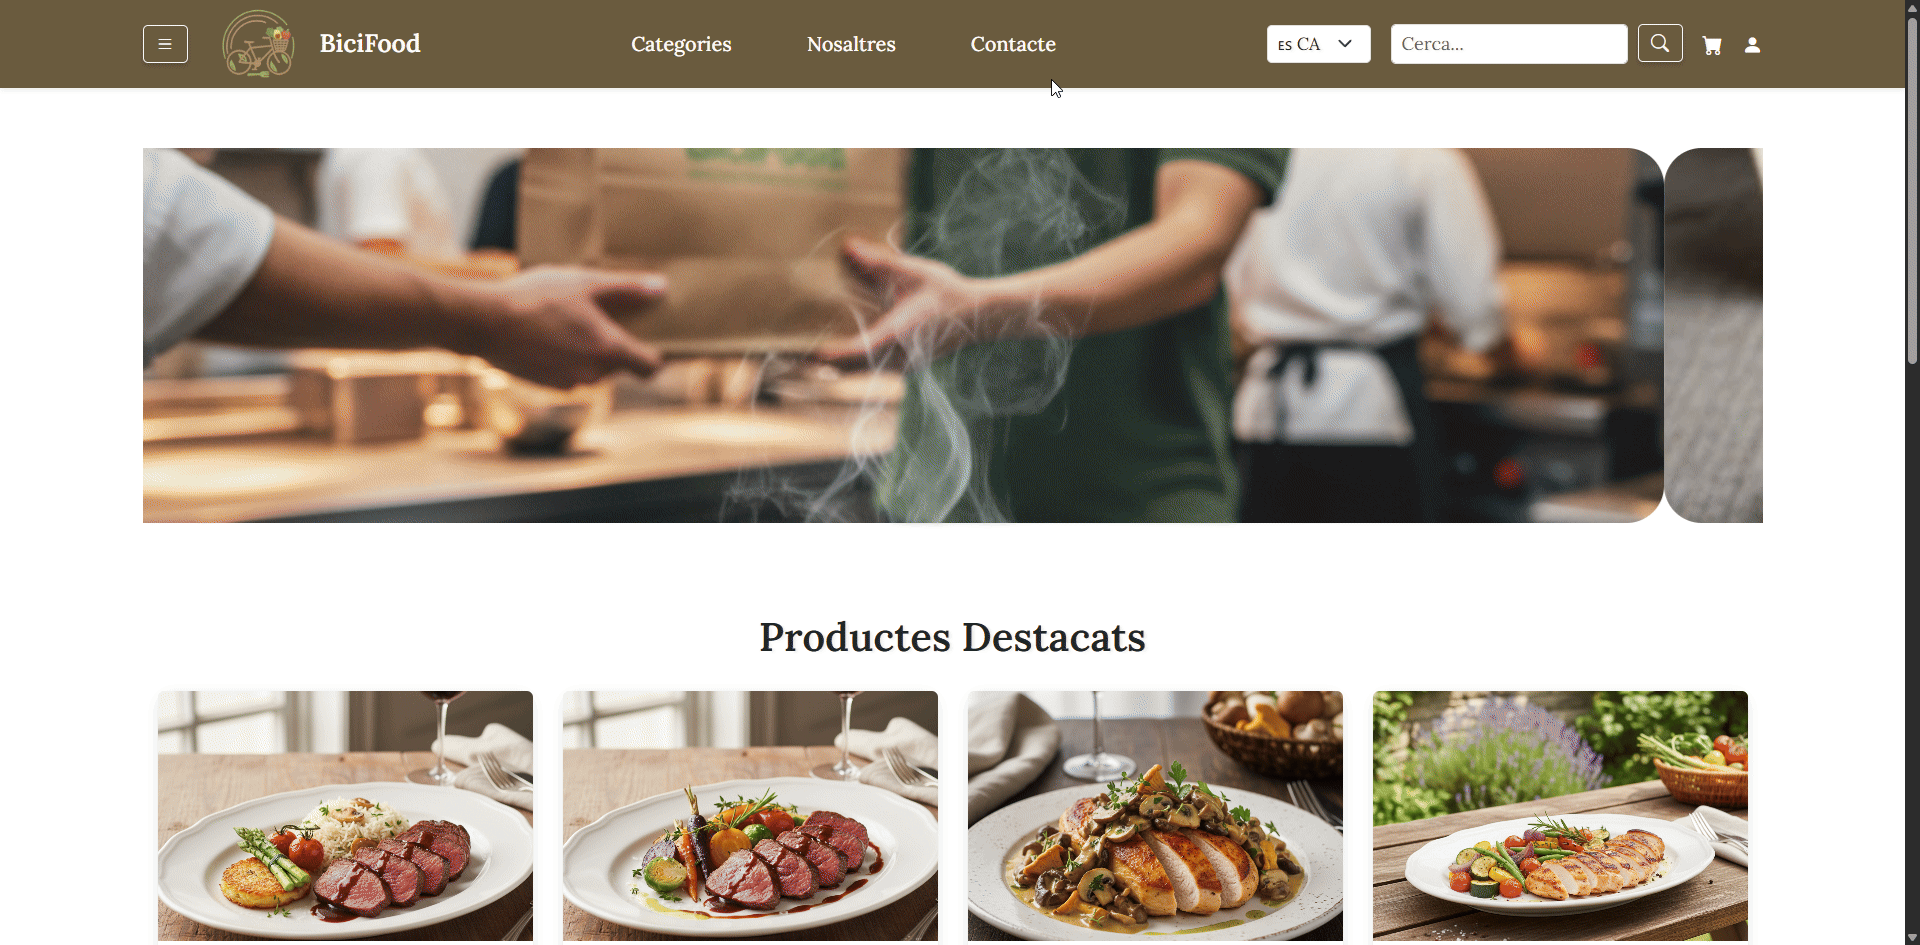 BiciFood
Categories
Nosaltres
Contacte
ES CA
Cerca...
Productes Destacats